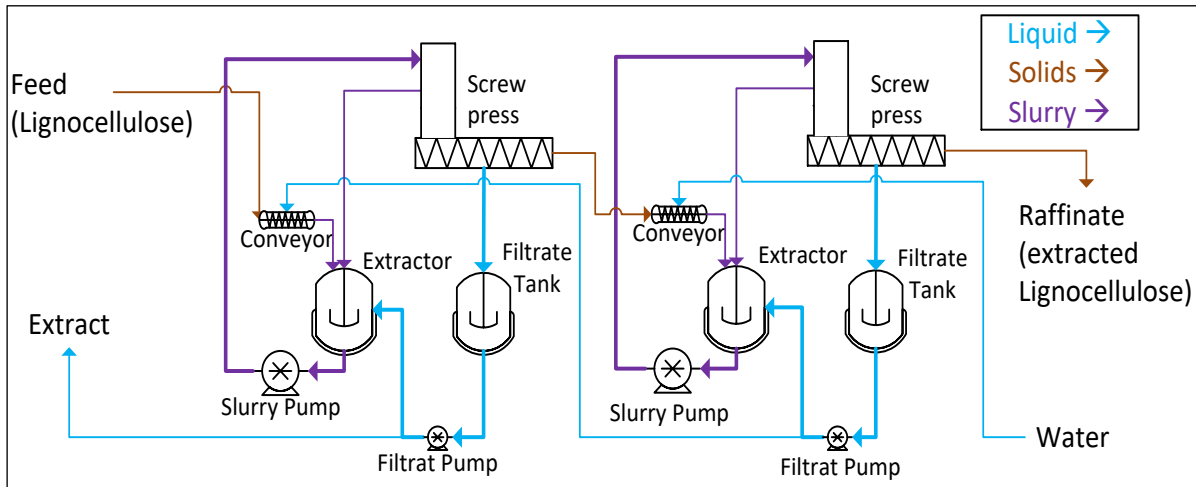 Liquid →
Solids →
Slurry →
Feed
(Lignocellulose)
Screw
press
Screw
press
Conveyor
Conveyor
Extractor
Filtrate
Tank
Extractor
Filtrate
Tank
Raffinate
(extracted
Lignocellulose)
Extract
Slurry Pump
Slurry Pump
Water
Filtrat Pump
Filtrat Pump